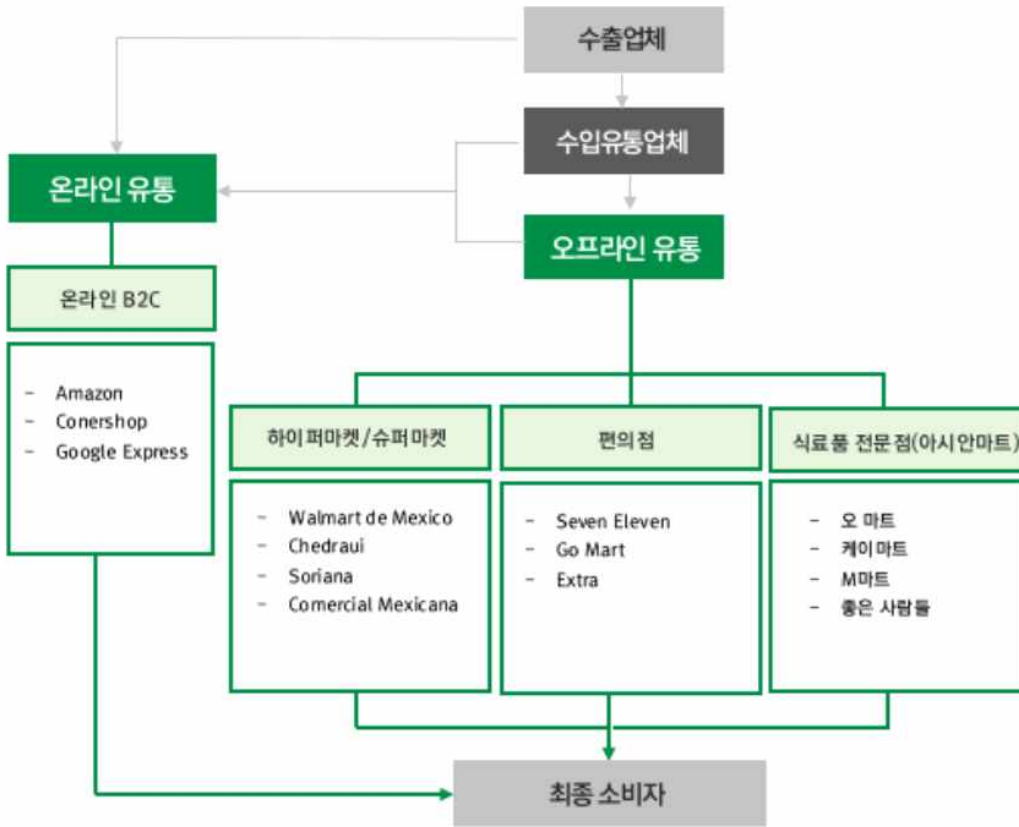 수출업체
수입유통업체
온라인 유통
오프라인 유통
온라인 B2C
- Amazon
- Conershop
- Google Express
하이퍼마켓/슈퍼마켓
- Walmart de Mexico
- Chedraui
- Soriana
- Comercial Mexicana
편의점
- Seven Eleven
- Go Mart
- Extra
식료품 전문점(아시안마트)
- 오 마트
- 케이마트
- M마트
- 좋은 사람들
최종 소비자